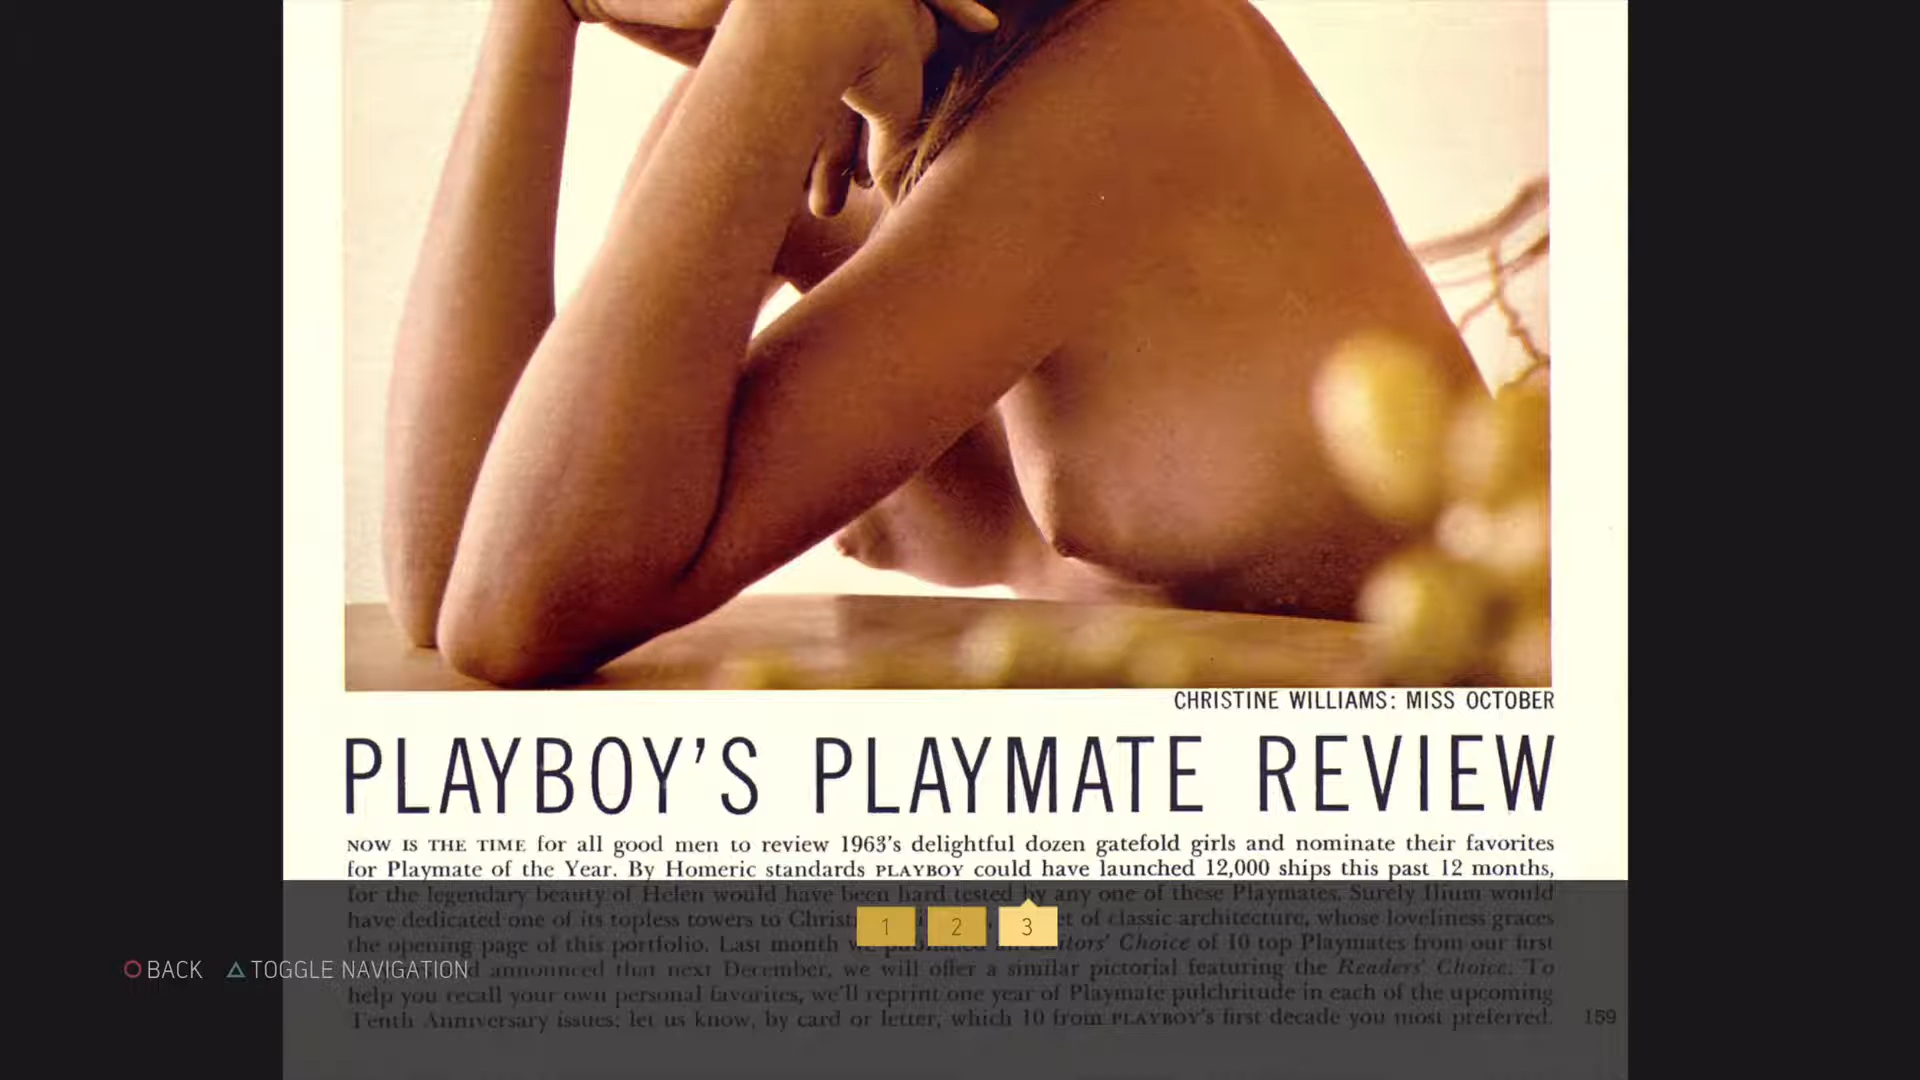 CHRISTINE WILLIAMS: MISS OCTOBER
PLAYBOY'S PLAYMATE REVIEW
NOW IS THE TIME for all good men to review 1963's delightful dozen gatefold girls and nominate their favorites
for Playmate of the Year. By Homeric standards PLAYBOY could have launched 12,000 ships this past 12 months,
for the legendary beauty of Helen would have been hard tested by any one of these Playmates. Surely Ilium would
have dedicated one of its topless towers to of classic architecture, whose loveliness graces
the opening page of this portfolio. Last month Choice of 10 top Playmates from our first
announced that next December, we will offer a similar pictorial featuring the Readers' Choice. To
help you recall your own personal favorites, we'll reprint one year of Playmate pulchritude in each of the upcoming
Tenth Anniversary issues; let us know, by card or letter, which 10 from PLAYBOY's first decade you most preferred.
159
1 2 3
BACK TOGGLE NAVIGATION